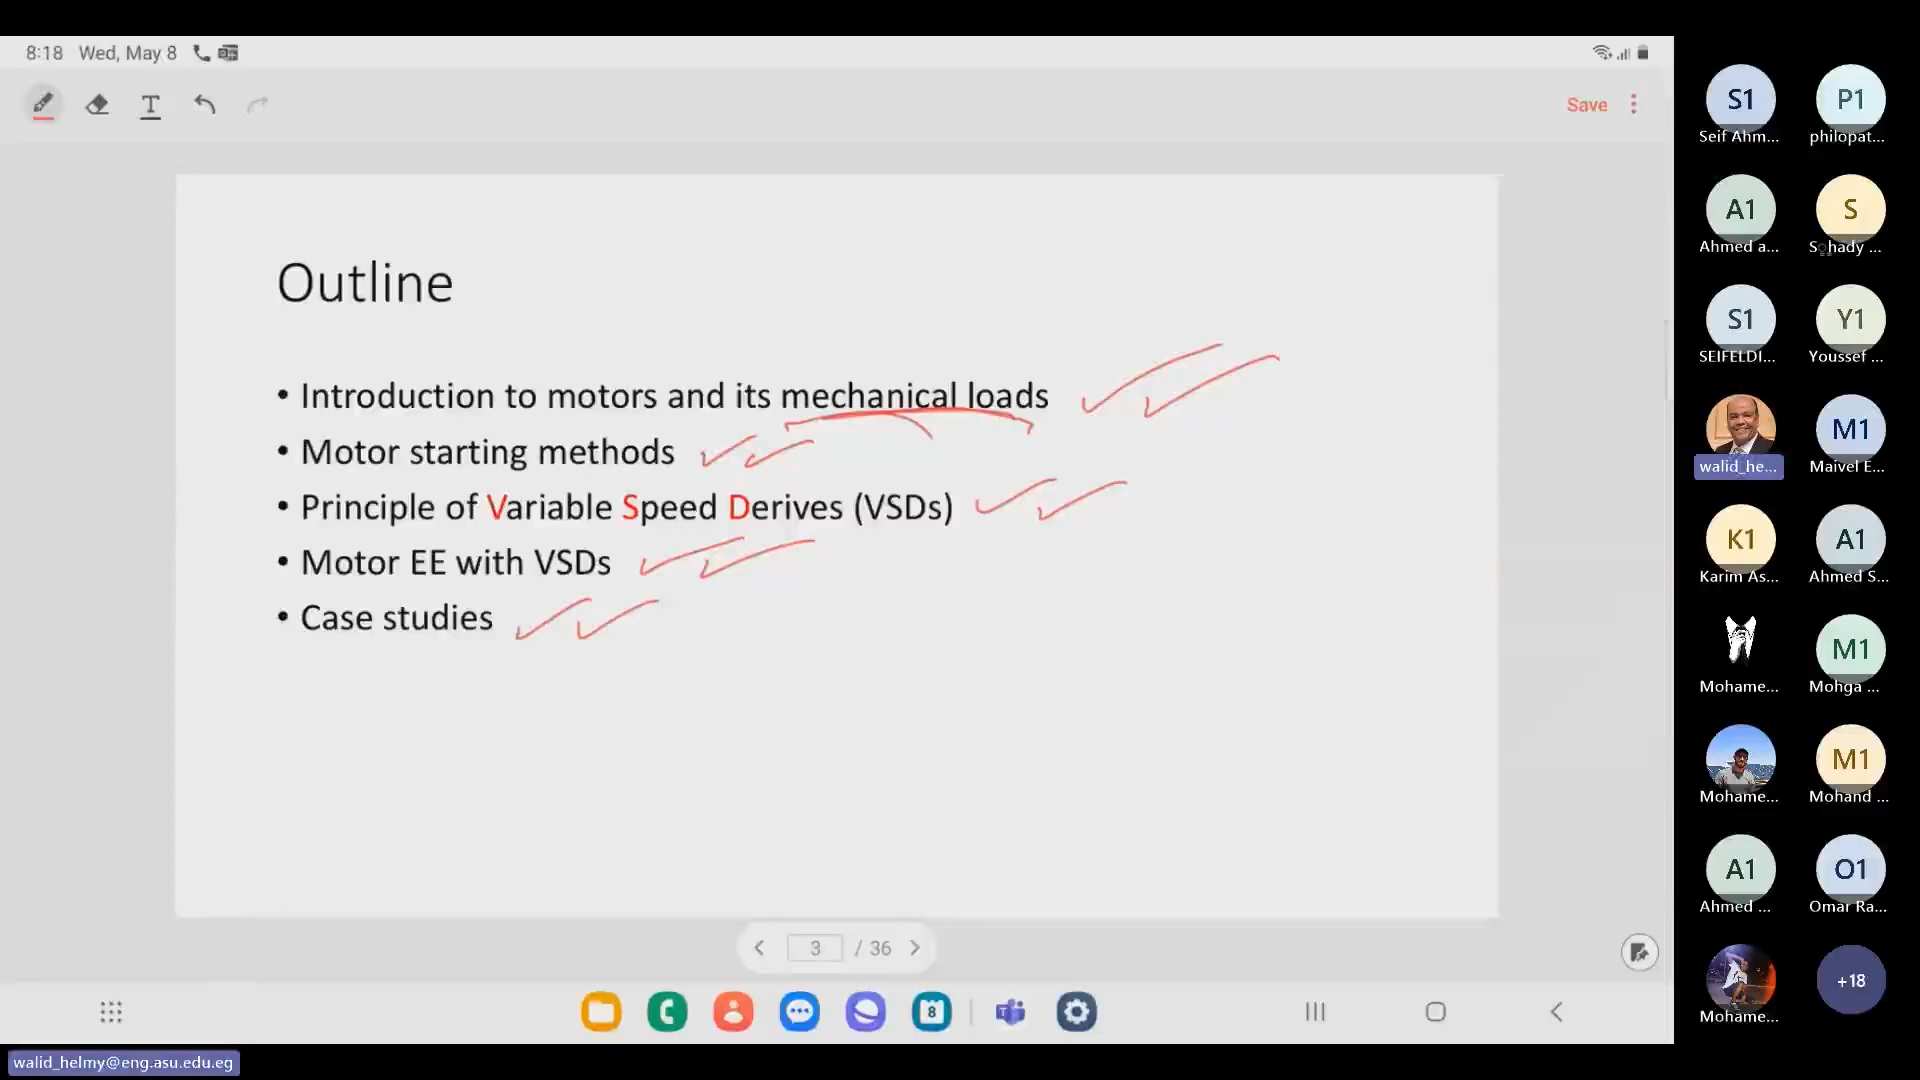 8:18 Wed, May 8
T
Save
Outline
• Introduction to motors and its mechanical loads
• Motor starting methods
• Principle of Variable Speed Derives (VSDs)
• Motor EE with VSDs
• Case studies
3 / 36
8
T
walid_helmy@eng.asu.edu.eg
S1
Seif Ahm...
P1
philopat...
A1
Ahmed a...
S
S hady ...
S1
SEIFELDI...
Y1
Youssef ...
walid_he...
M1
Maivel E...
K1
Karim As...
A1
Ahmed S...
Mohame...
M1
Mohga ...
Mohame...
M1
Mohand ...
A1
Ahmed ...
O1
Omar Ra...
Mohame...
+18